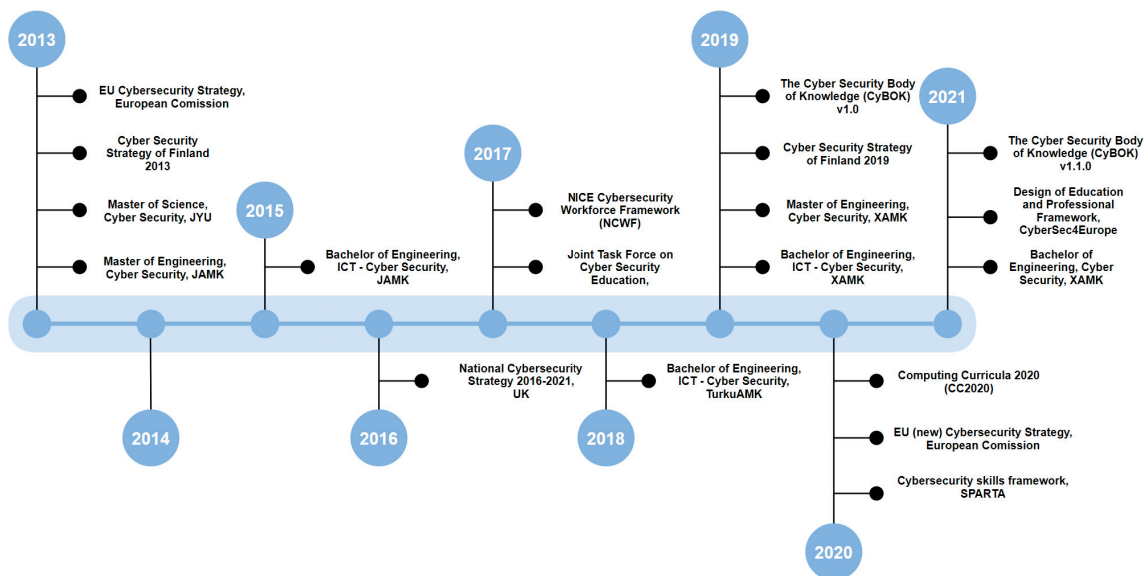 2013
EU Cybersecurity Strategy,
European Comission
Cyber Security
Strategy of Finland
2013
Master of Science,
Cyber Security, JYU
Master of Engineering,
Cyber Security, JAMK
2014
2015
Bachelor of Engineering,
ICT - Cyber Security,
JAMK
2016
National Cybersecurity
Strategy 2016-2021,
UK
2017
NICE Cybersecurity
Workforce Framework
(NCWF)
Joint Task Force on
Cyber Security
Education,
2018
Bachelor of Engineering,
ICT - Cyber Security,
TurkuAMK
2019
The Cyber Security Body
of Knowledge (CyBOK)
v1.0
Cyber Security Strategy
of Finland 2019
Master of Engineering,
Cyber Security, XAMK
Bachelor of Engineering,
ICT - Cyber Security,
XAMK
2020
Computing Curricula 2020
(CC2020)
EU (new) Cybersecurity Strategy,
European Comission
Cybersecurity skills framework,
SPARTA
2021
The Cyber Security Body
of Knowledge (CyBOK)
v1.1.0
Design of Education
and Professional
Framework,
CyberSec4Europe
Bachelor of
Engineering, Cyber
Security, XAMK